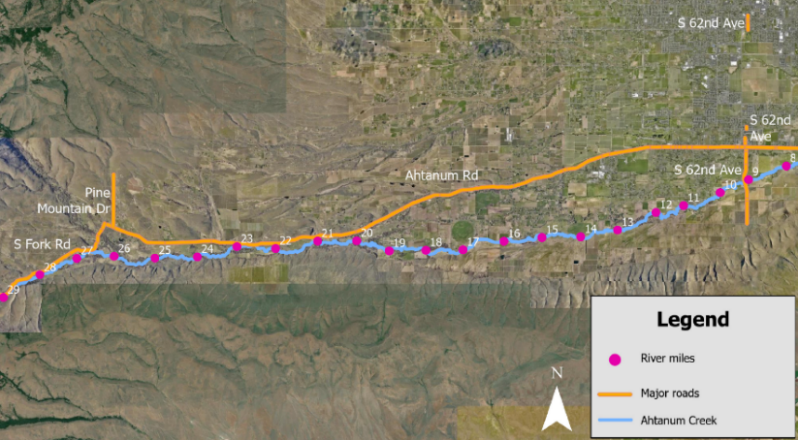 S 62nd Ave
S 62nd
Ave
Ahtanum Rd
S 62nd Ave
8
9
10
11
12
13
14
15
16
17
18
19
20
21
22
23
24
25
26
27
28
29
Pine
Mountain Dr
S Fork Rd
Legend
River miles
Major roads
Ahtanum Creek
N